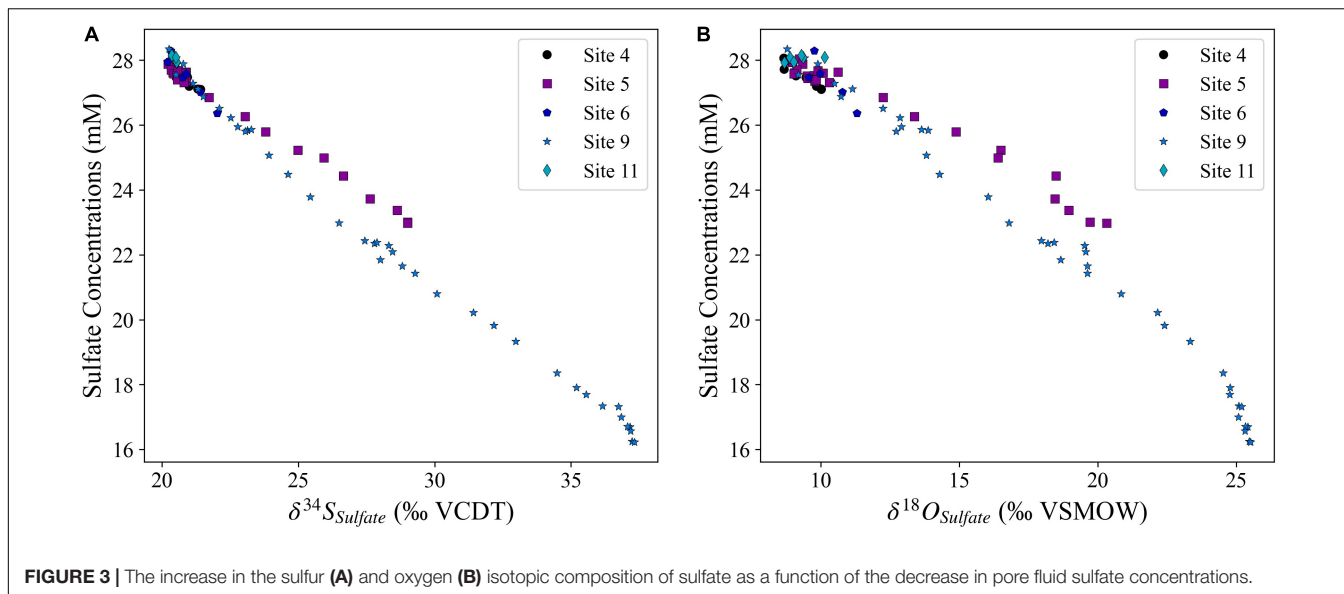 A
Sulfate Concentrations (mM)
28
26
24
22
20
18
16
20 25 30 35
δ³⁴S_Sulfate (‰ VCDT)
Site 4
Site 5
Site 6
Site 9
Site 11
B
Sulfate Concentrations (mM)
28
26
24
22
20
18
16
10 15 20 25
δ¹⁸O_Sulfate (‰ VSMOW)
Site 4
Site 5
Site 6
Site 9
Site 11
FIGURE 3 | The increase in the sulfur (A) and oxygen (B) isotopic composition of sulfate as a function of the decrease in pore fluid sulfate concentrations.